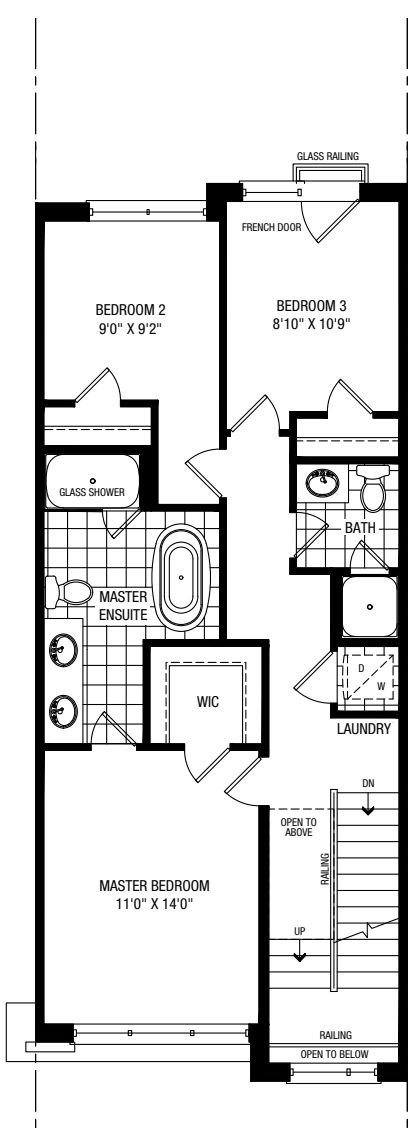 GLASS RAILING
FRENCH DOOR
BEDROOM 2
9'0" X 9'2"
BEDROOM 3
8'10" X 10'9"
GLASS SHOWER
BATH
MASTER
ENSUITE
D
W
WIC
LAUNDRY
DN
OPEN TO
ABOVE
RAILING
MASTER BEDROOM
11'0" X 14'0"
UP
RAILING
OPEN TO BELOW